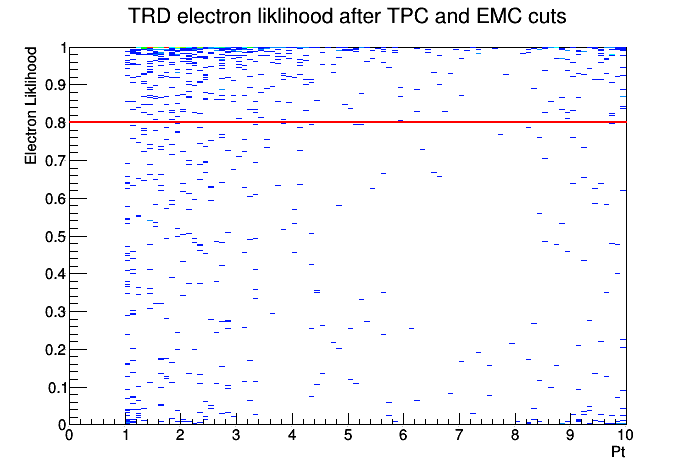 TRD electron liklihood after TPC and EMC cuts
Electron Liklihood
1
0.9
0.8
0.7
0.6
0.5
0.4
0.3
0.2
0.1
0
0 1 2 3 4 5 6 7 8 9 10
Pt